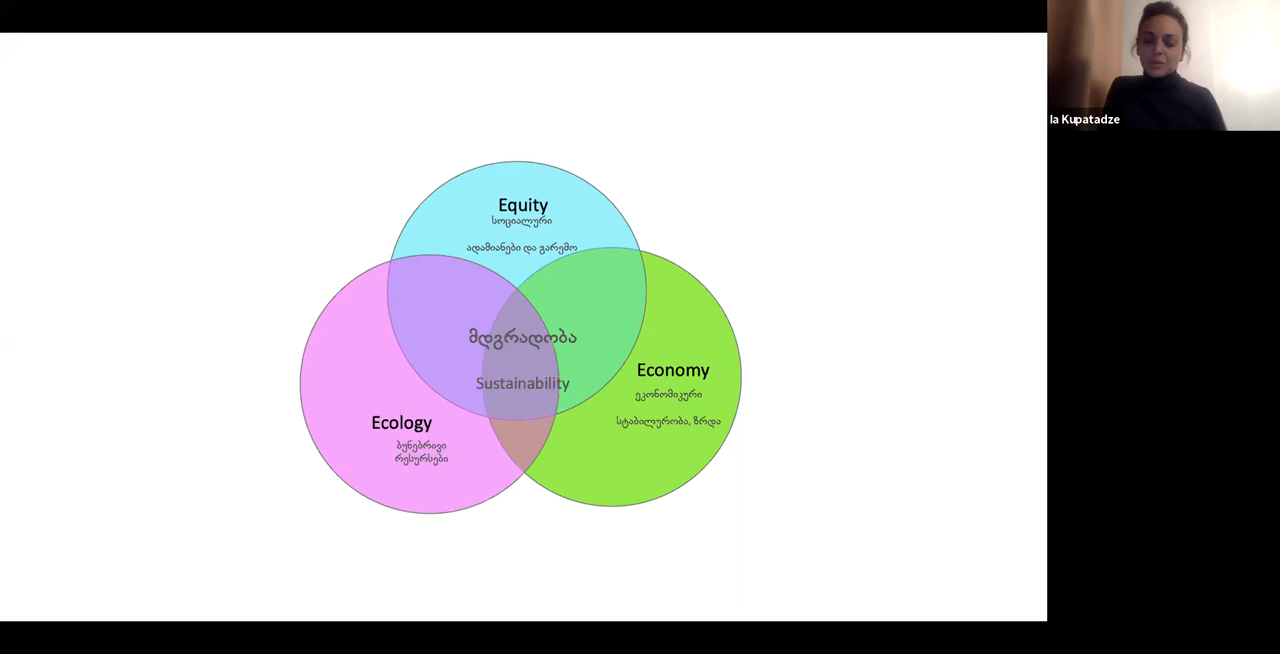 Equity
სოციალური
ადამიანები და გარემო
მდგრადობა
Sustainability
Economy
ეკონომიკური
სტაბილურობა, ზრდა
Ecology
ბუნებრივი
რესურსები
Ia Kupatadze